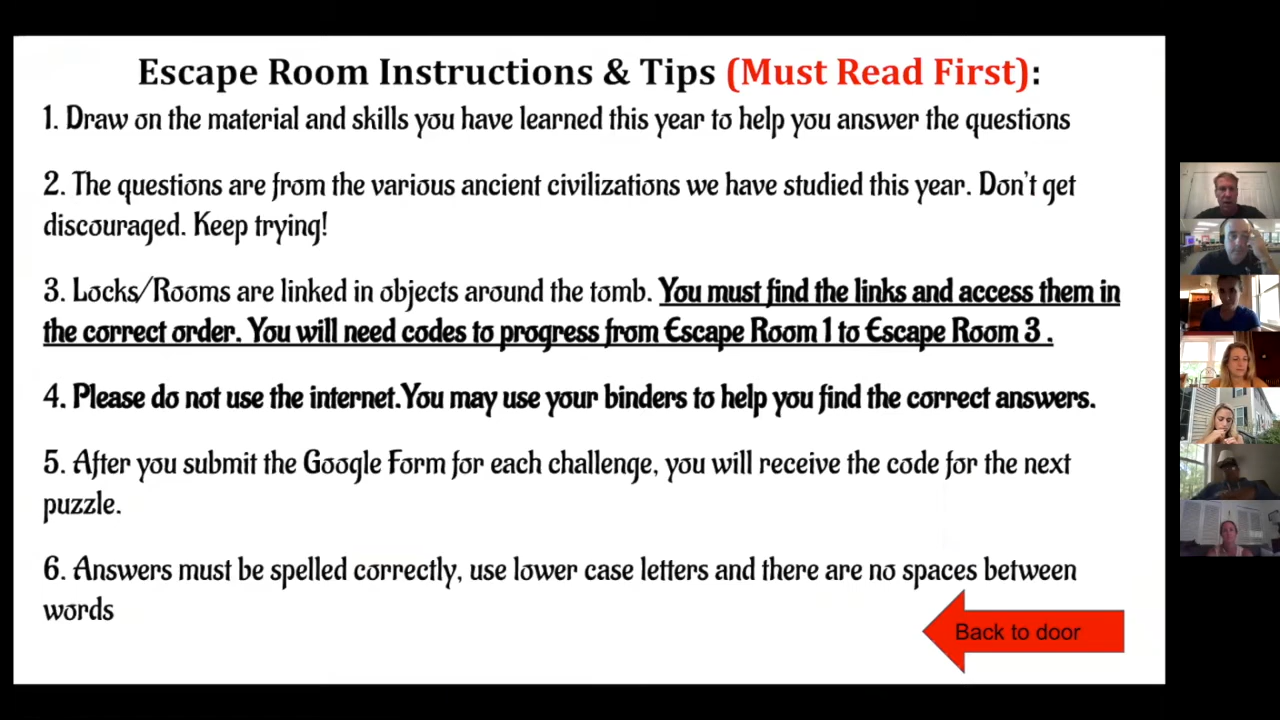 Escape Room Instructions & Tips (Must Read First):
1. Draw on the material and skills you have learned this year to help you answer the questions
2. The questions are from the various ancient civilizations we have studied this year. Don't get
discouraged. Keep trying!
3. Locks/Rooms are linked in objects around the tomb. You must find the links and access them in
the correct order. You will need codes to progress from Escape Room 1 to Escape Room 3 .
4. Please do not use the internet.You may use your binders to help you find the correct answers.
5. After you submit the Google Form for each challenge, you will receive the code for the next
puzzle.
6. Answers must be spelled correctly, use lower case letters and there are no spaces between
words
Back to door